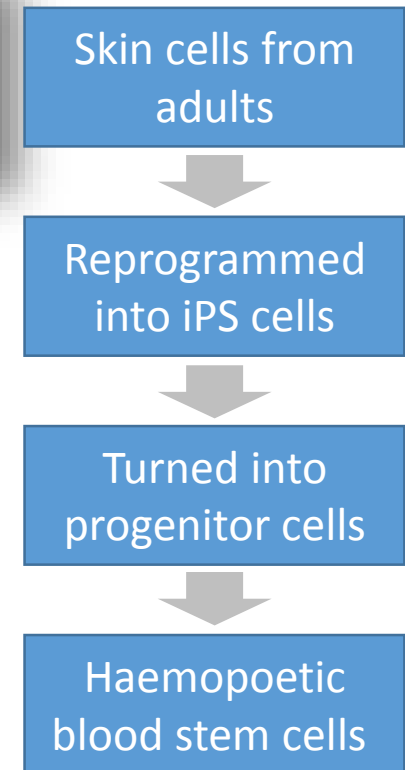 Skin cells from
adults
Reprogrammed
into iPS cells
Turned into
progenitor cells
Haemopoetic
blood stem cells